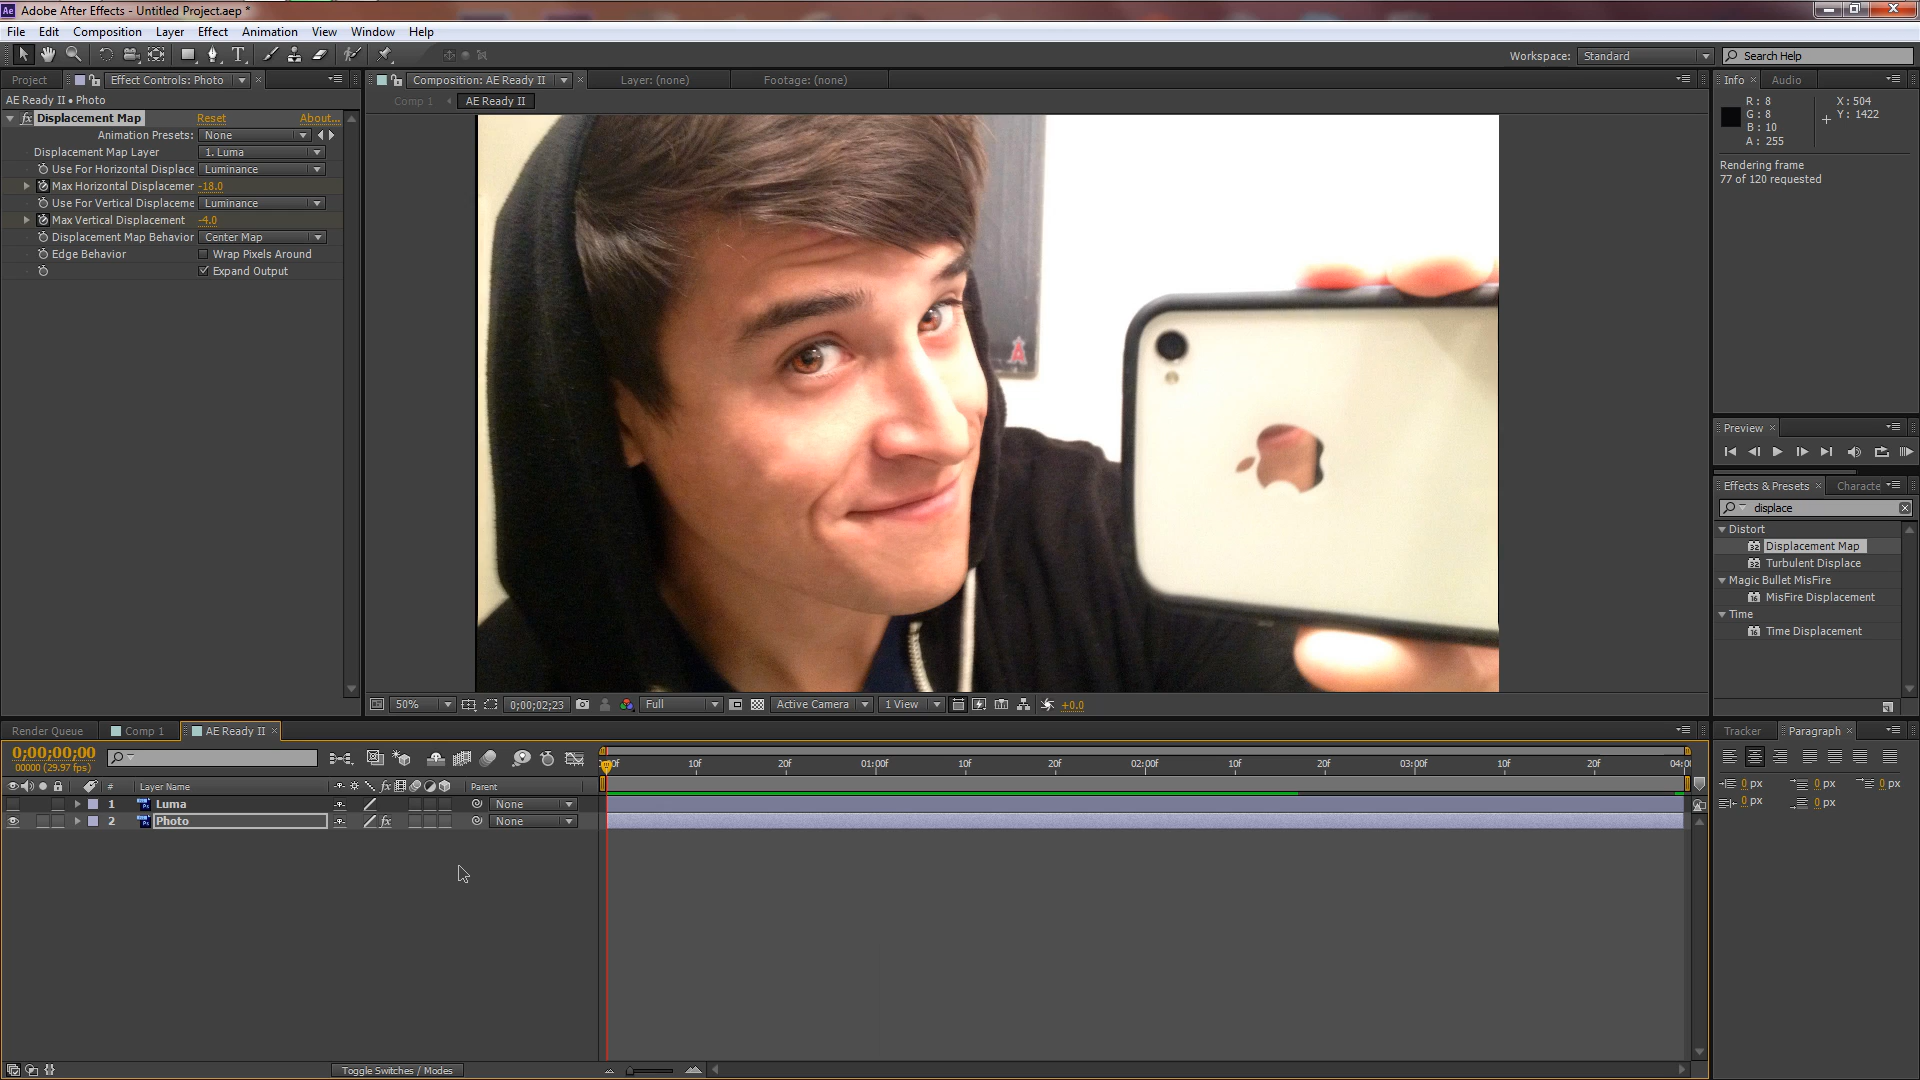 Ae Adobe After Effects - Untitled Project.aep *
File Edit Composition Layer Effect Animation View Window Help
Workspace: Standard Search Help
Project Effect Controls: Photo
AE Ready II • Photo
fx Displacement Map Reset About...
Animation Presets: None
Displacement Map Layer 1. Luma
Use For Horizontal Displace Luminance
Max Horizontal Displacemer -18.0
Use For Vertical Displaceme Luminance
Max Vertical Displacement -4.0
Displacement Map Behavior Center Map
Edge Behavior Wrap Pixels Around
Expand Output
Composition: AE Ready II Layer: (none) Footage: (none)
Comp 1 AE Ready II
50% 0;00;02;23 Full Active Camera 1 View +0.0
Info Audio
R: 8 X: 504
G: 8 Y: 1422
B: 10
A: 255
Rendering frame
77 of 120 requested
Preview
Effects & Presets Characte
displace
Distort
Displacement Map
Turbulent Displace
Magic Bullet MisFire
MisFire Displacement
Time
Time Displacement
Render Queue Comp 1 AE Ready II
0;00;00;00
00000 (29.97 fps)
10f 20f 01:00f 10f 20f 02:00f 10f 20f 03:00f 10f 20f
# Layer Name fx Parent
1 Luma None
2 Photo fx None
Toggle Switches / Modes
Tracker Paragraph
0 px 0 px 0 px
0 px 0 px